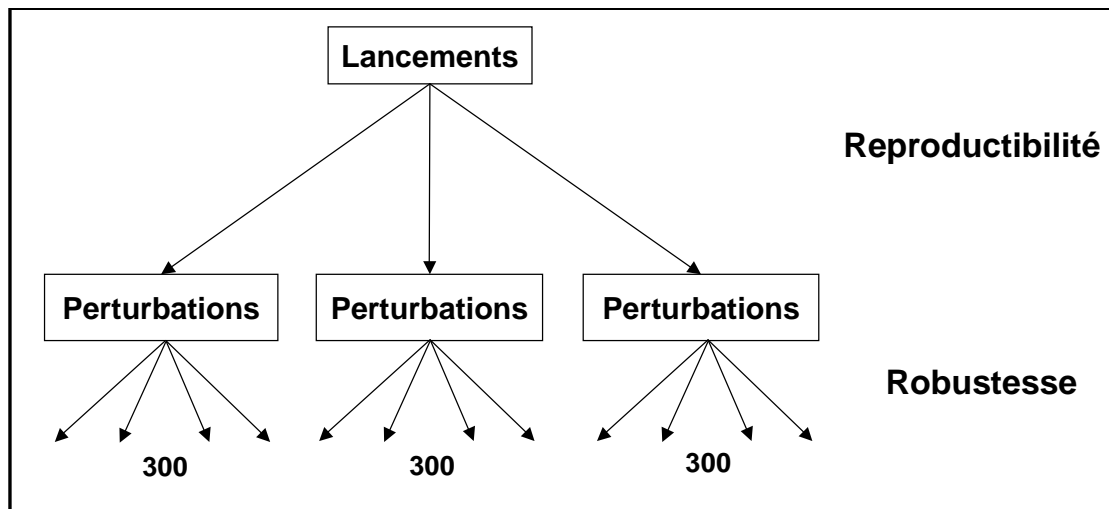 Lancements
Reproductibilité
Perturbations
Perturbations
Perturbations
Robustesse
300
300
300